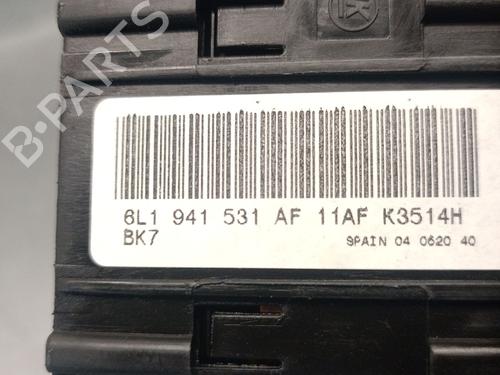 K
B-PARTS
6L1 941 531 AF 11AF K3514H
BK7
SPAIN 04 0620 40